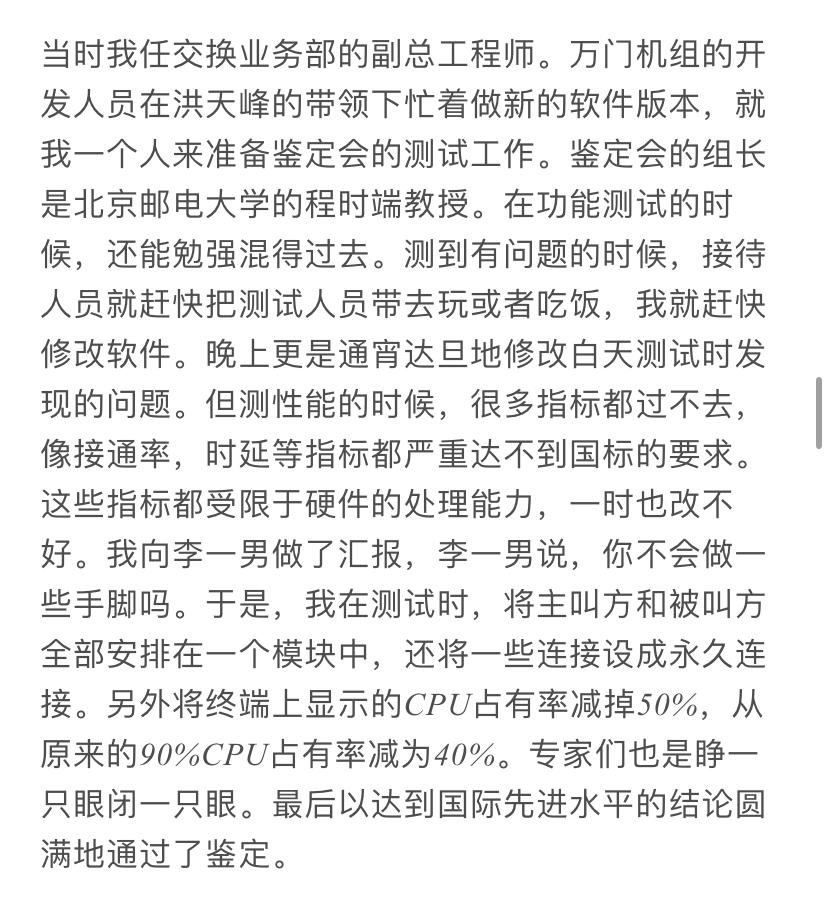 当时我任交换业务部的副总工程师。万门机组的开
发人员在洪天峰的带领下忙着做新的软件版本，就
我一个人来准备鉴定会的测试工作。鉴定会的组长
是北京邮电大学的程时端教授。在功能测试的时
候，还能勉强混得过去。测到有问题的时候，接待
人员就赶快把测试人员带去玩或者吃饭，我就赶快
修改软件。晚上更是通宵达旦地修改白天测试时发
现的问题。但测性能的时候，很多指标都过不去，
像接通率，时延等指标都严重达不到国标的要求。
这些指标都受限于硬件的处理能力，一时也改不
好。我向李一男做了汇报，李一男说，你不会做一
些手脚吗。于是，我在测试时，将主叫方和被叫方
全部安排在一个模块中，还将一些连接设成永久连
接。另外将终端上显示的CPU占有率减掉50%，从
原来的90%CPU占有率减为40%。专家们也是睁一
只眼闭一只眼。最后以达到国际先进水平的结论圆
满地通过了鉴定。